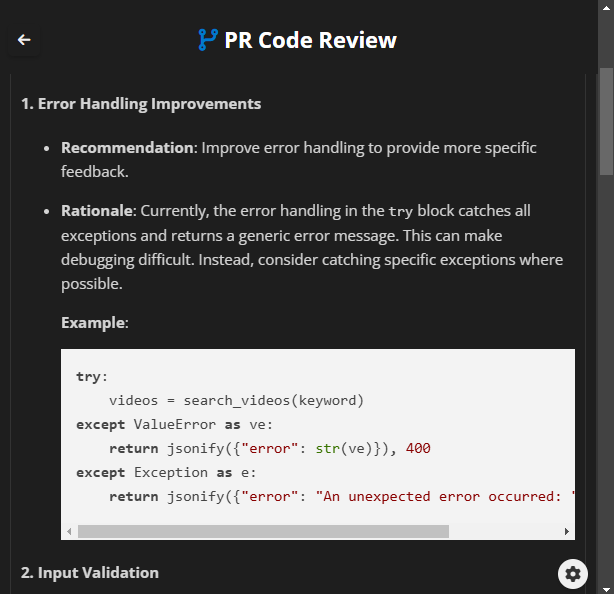 PR Code Review
1. Error Handling Improvements
• Recommendation: Improve error handling to provide more specific
feedback.
• Rationale: Currently, the error handling in the try block catches all
exceptions and returns a generic error message. This can make
debugging difficult. Instead, consider catching specific exceptions where
possible.
Example:
try:
    videos = search_videos(keyword)
except ValueError as ve:
    return jsonify({"error": str(ve)}), 400
except Exception as e:
    return jsonify({"error": "An unexpected error occurred: "
2. Input Validation